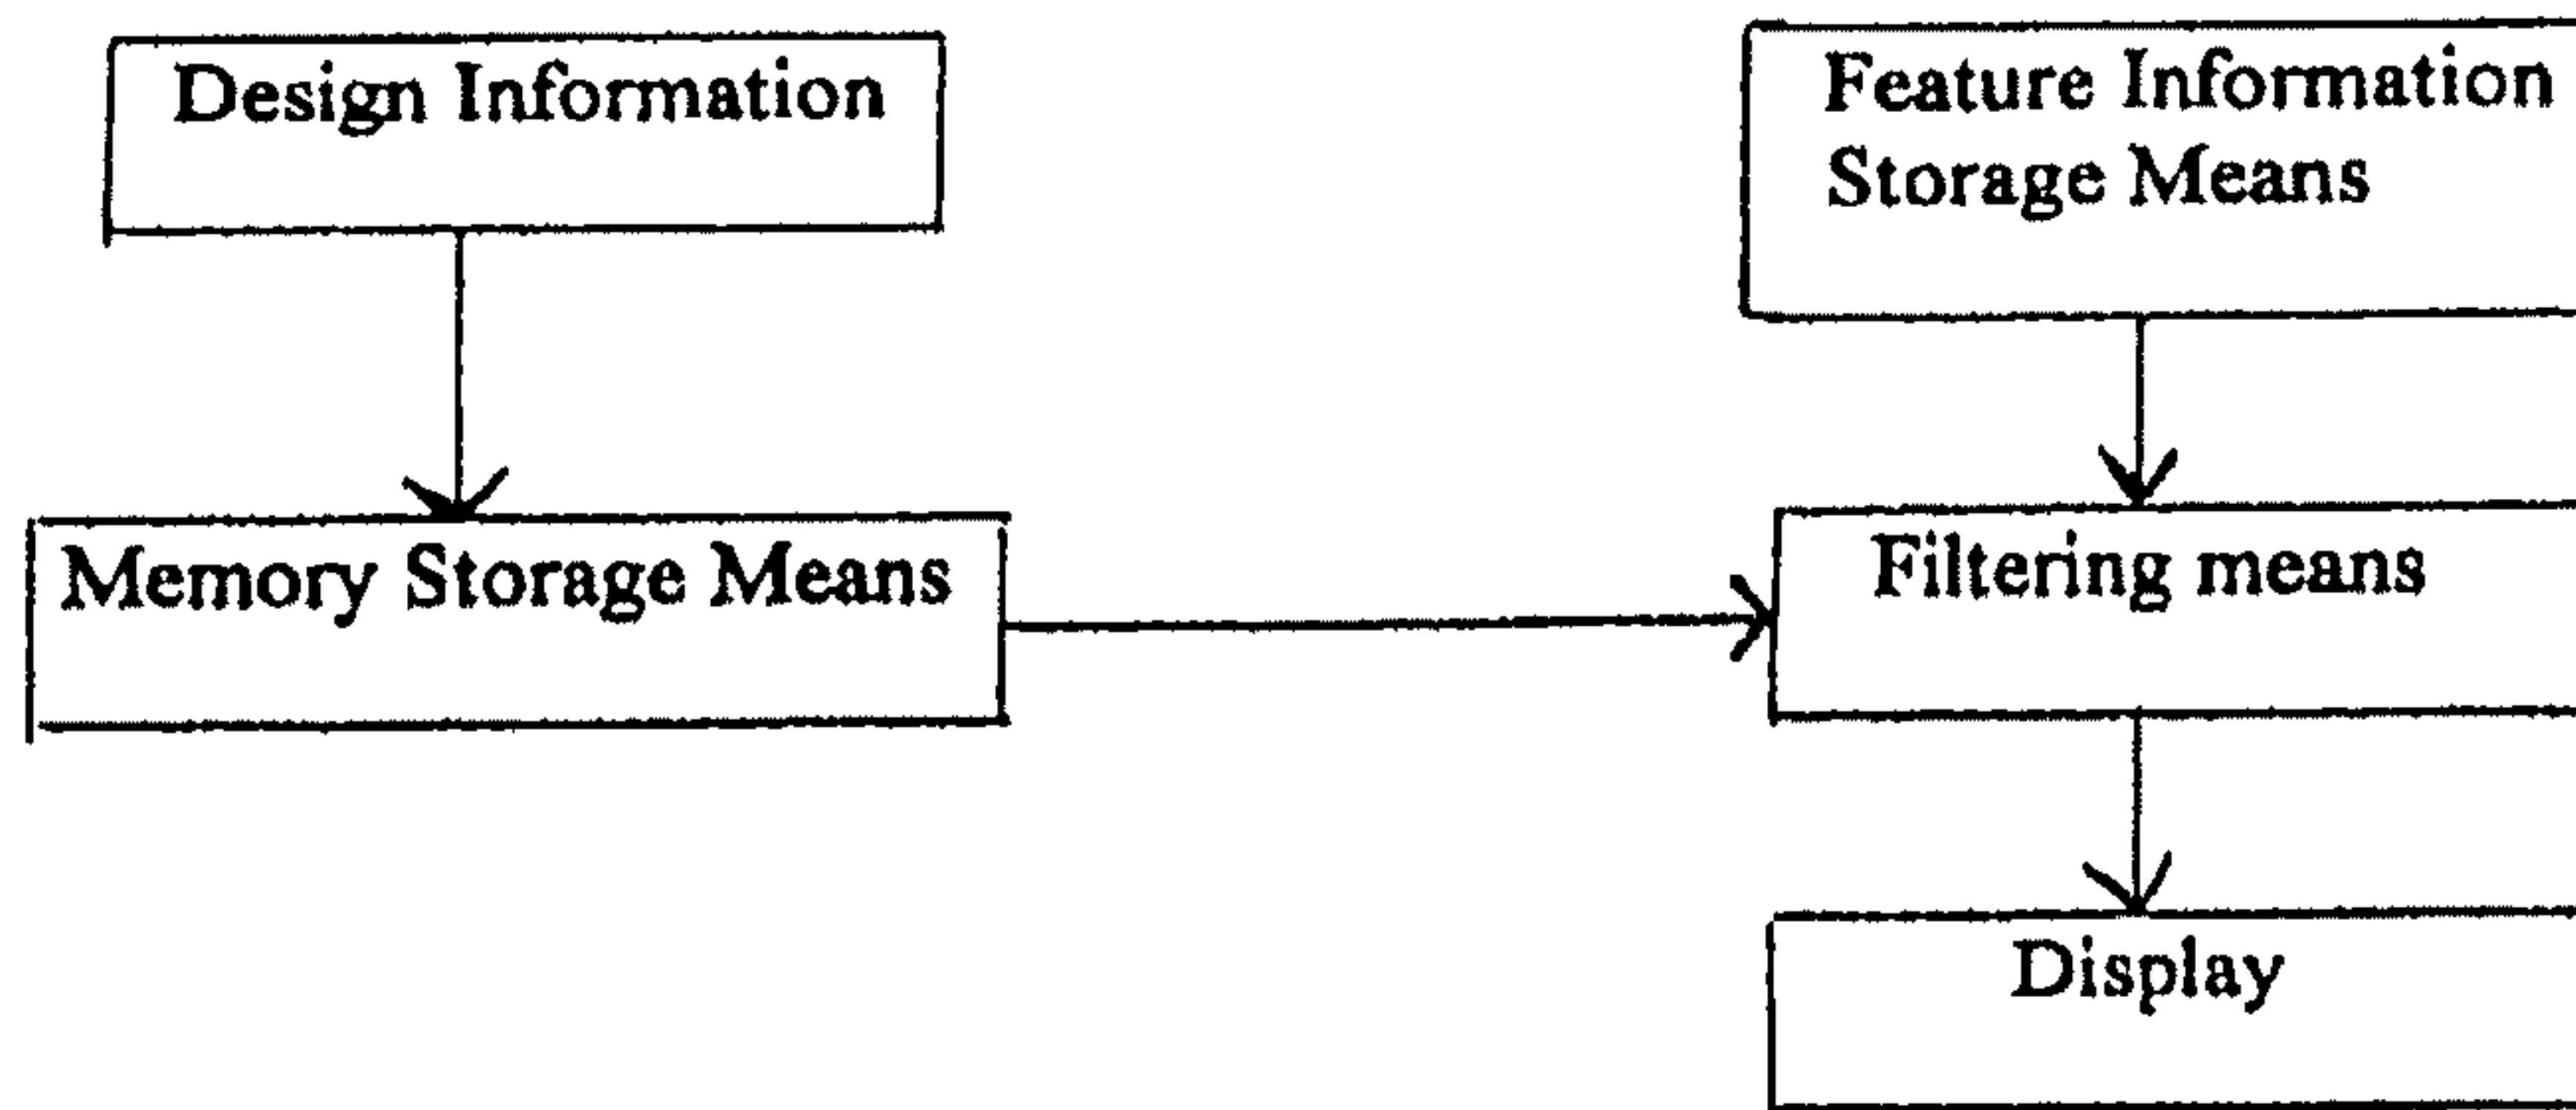 Design Information
Feature Information
Storage Means
Memory Storage Means
Filtering means
Display